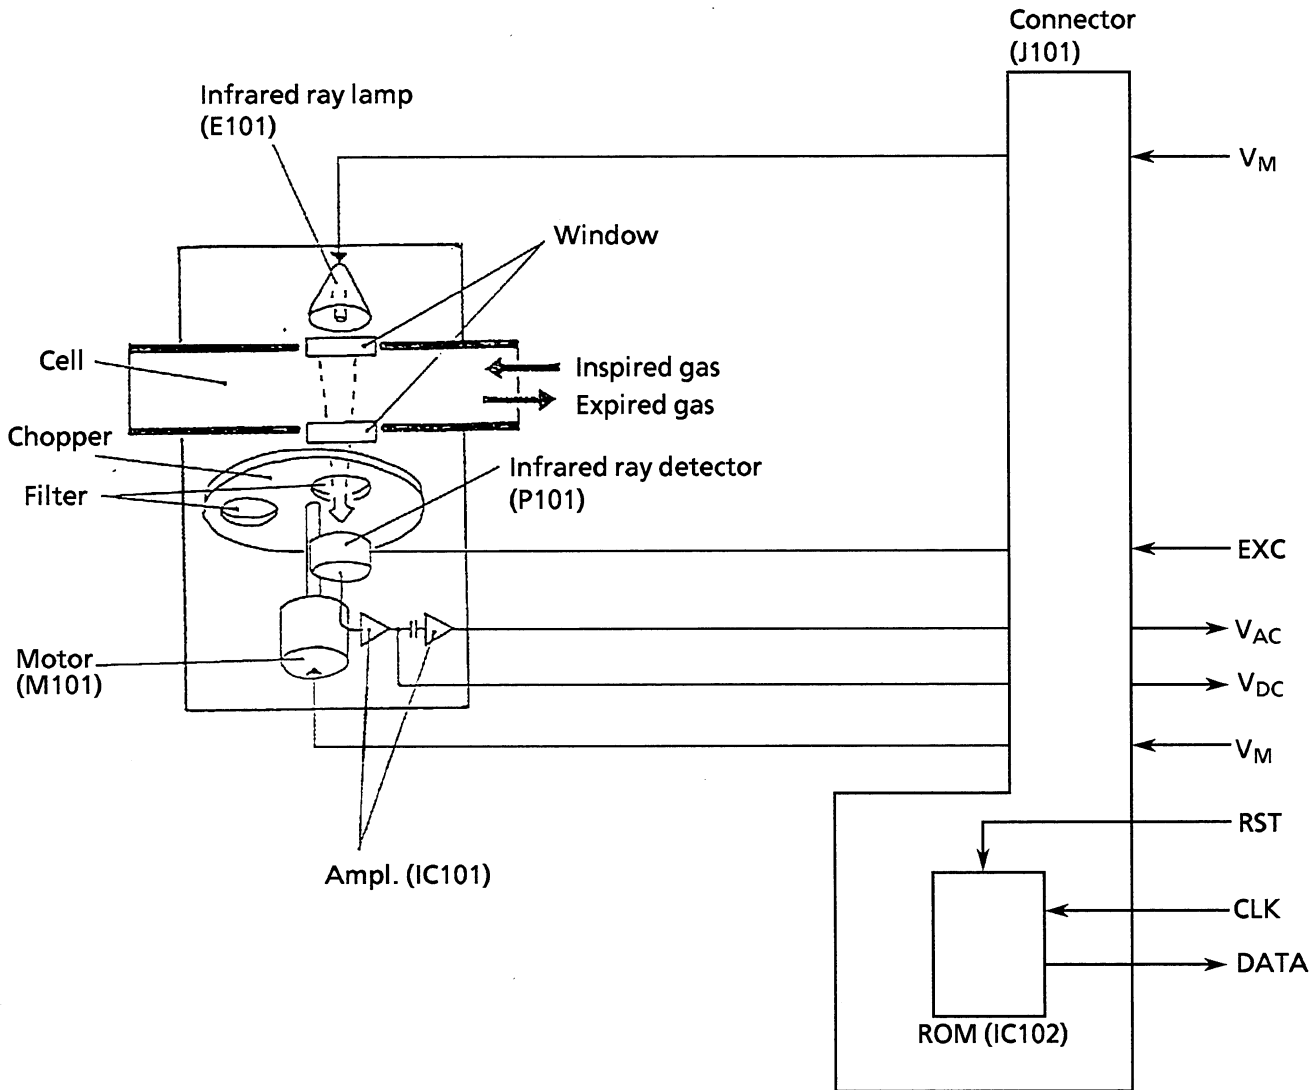 Connector
(J101)
Infrared ray lamp
(E101)
VM
Window
Cell
Inspired gas
Expired gas
Chopper
Infrared ray detector
(P101)
Filter
EXC
VAC
Motor
(M101)
VDC
VM
RST
Ampl. (IC101)
CLK
DATA
ROM (IC102)